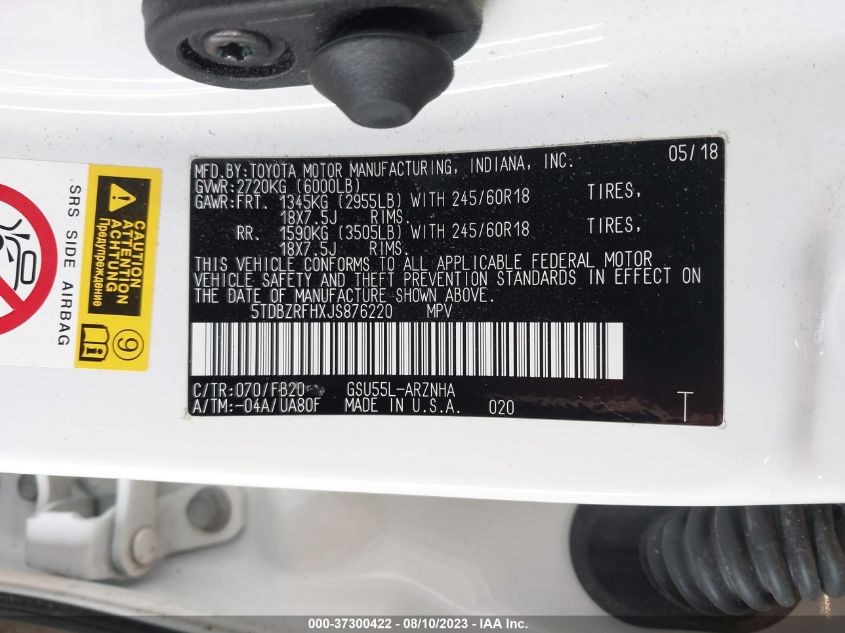 MFD.BY:TOYOTA MOTOR MANUFACTURING, INDIANA, INC. 05/18
GVWR:2720KG (6000LB)
GAWR:FRT. 1345KG (2955LB) WITH 245/60R18 TIRES,
18X7.5J RIMS.
RR. 1590KG (3505LB) WITH 245/60R18 TIRES,
18X7.5J RIMS.
THIS VEHICLE CONFORMS TO ALL APPLICABLE FEDERAL MOTOR
VEHICLE SAFETY AND THEFT PREVENTION STANDARDS IN EFFECT ON
THE DATE OF MANUFACTURE SHOWN ABOVE.
5TDBZRFHXJS876220 MPV
C/TR:070/FB20 GSU55L-ARZNHA
A/TM:-04A/UA80F MADE IN U.S.A. 020 T
SRS SIDE AIRBAG
CAUTION
ATTENTION
ACHTUNG
Предупреждение
9
000-37300422 - 08/10/2023 - IAA Inc.